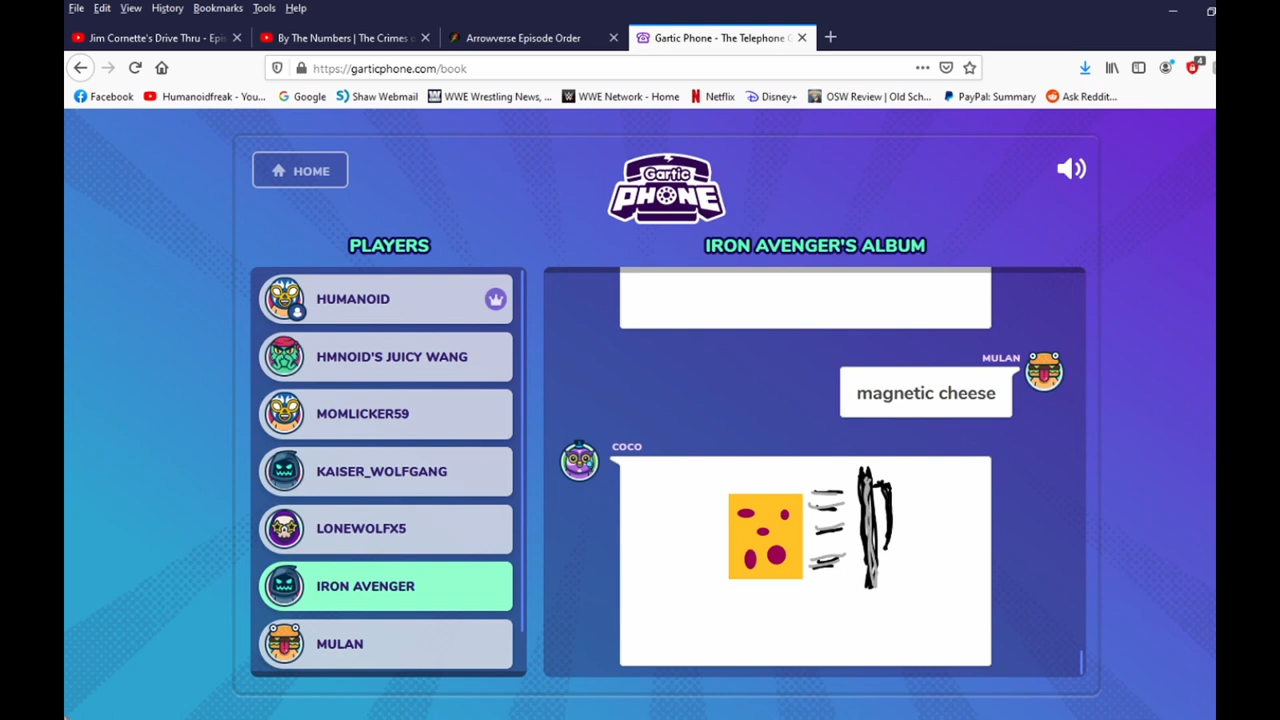 File Edit View History Bookmarks Tools Help
Jim Cornette's Drive Thru - Epi
By The Numbers | The Crimes o
Arrowverse Episode Order
Gartic Phone - The Telephone G
https://garticphone.com/book
4
Facebook
Humanoidfreak - You...
Google
Shaw Webmail
WWE Wrestling News, ...
WWE Network - Home
Netflix
Disney+
OSW Review | Old Sch...
PayPal: Summary
Ask Reddit...
HOME
Gartic
PHONE
PLAYERS
IRON AVENGER'S ALBUM
HUMANOID
HMNOID'S JUICY WANG
MOMLICKER59
KAISER_WOLFGANG
LONEWOLFX5
IRON AVENGER
MULAN
MULAN
magnetic cheese
COCO